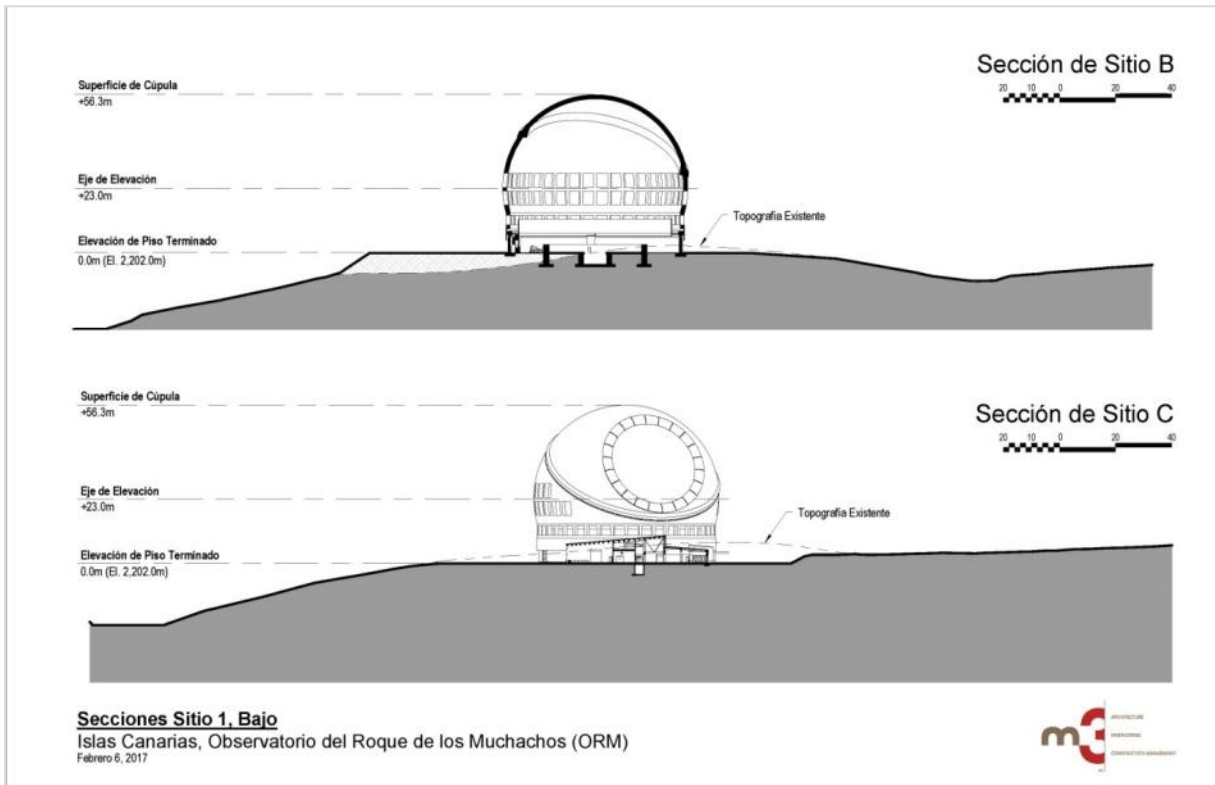 Sección de Sitio B
20 10 0 20 40
Superficie de Cúpula
+56.3m
Eje de Elevación
+23.0m
Topografía Existente
Elevación de Piso Terminado
0.0m (El. 2,202.0m)
Sección de Sitio C
20 10 0 20 40
Superficie de Cúpula
+56.3m
Eje de Elevación
+23.0m
Topografía Existente
Elevación de Piso Terminado
0.0m (El. 2,202.0m)
Secciones Sitio 1, Bajo
Islas Canarias, Observatorio del Roque de los Muchachos (ORM)
Febrero 6, 2017
m3
ARCHITECTURE
ENGINEERING
CONSTRUCTION MANAGEMENT